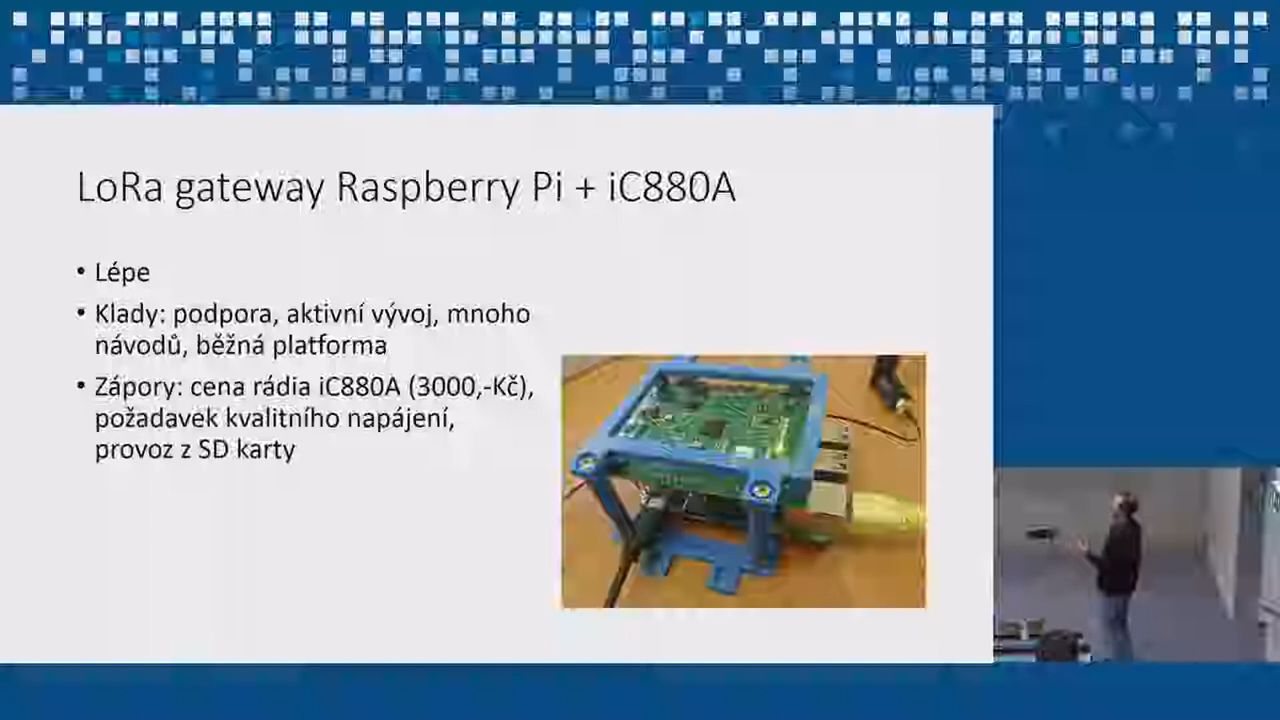 LoRa gateway Raspberry Pi + iC880A
• Lépe
• Klady: podpora, aktivní vývoj, mnoho
návodů, běžná platforma
• Zápory: cena rádia iC880A (3000,-Kč),
požadavek kvalitního napájení,
provoz z SD karty